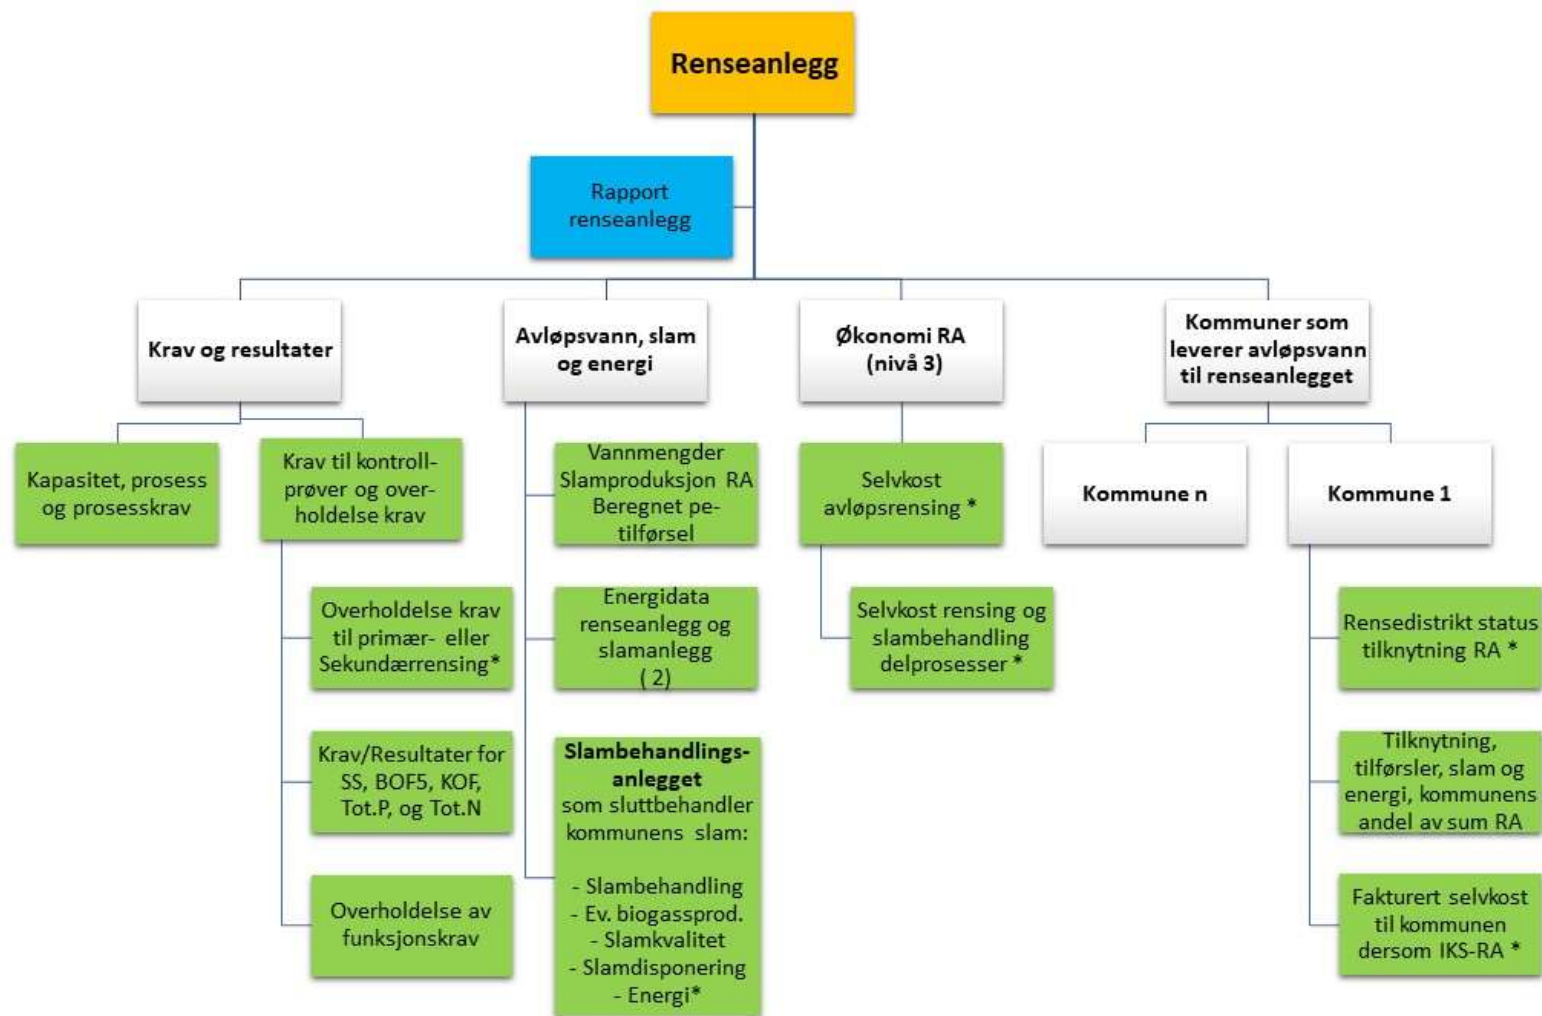 Renseanlegg
Rapport
renseanlegg
Krav og resultater
Avløpsvann, slam
og energi
Økonomi RA
(nivå 3)
Kommuner som
leverer avløpsvann
til renseanlegget
Kapasitet, prosess
og prosesskrav
Krav til kontroll-
prøver og over-
holdelse krav
Vannmengder
Slamproduksjon RA
Beregnet pe-
tilførsel
Selvkost
avløpsrensing *
Kommune n
Kommune 1
Overholdelse krav
til primær- eller
Sekundærrensing*
Energidata
renseanlegg og
slamanlegg
( 2)
Selvkost rensing og
slambehandling
delprosesser *
Rensedistrikt status
tilknytning RA *
Krav/Resultater for
SS, BOF5, KOF,
Tot.P, og Tot.N
Slambehandlings-
anlegget
som sluttbehandler
kommunens slam:
- Slambehandling
- Ev. biogassprod.
- Slamkvalitet
- Slamdisponering
- Energi*
Tilknytning,
tilførsler, slam og
energi, kommunens
andel av sum RA
Overholdelse av
funksjonskrav
Fakturert selvkost
til kommunen
dersom IKS-RA *